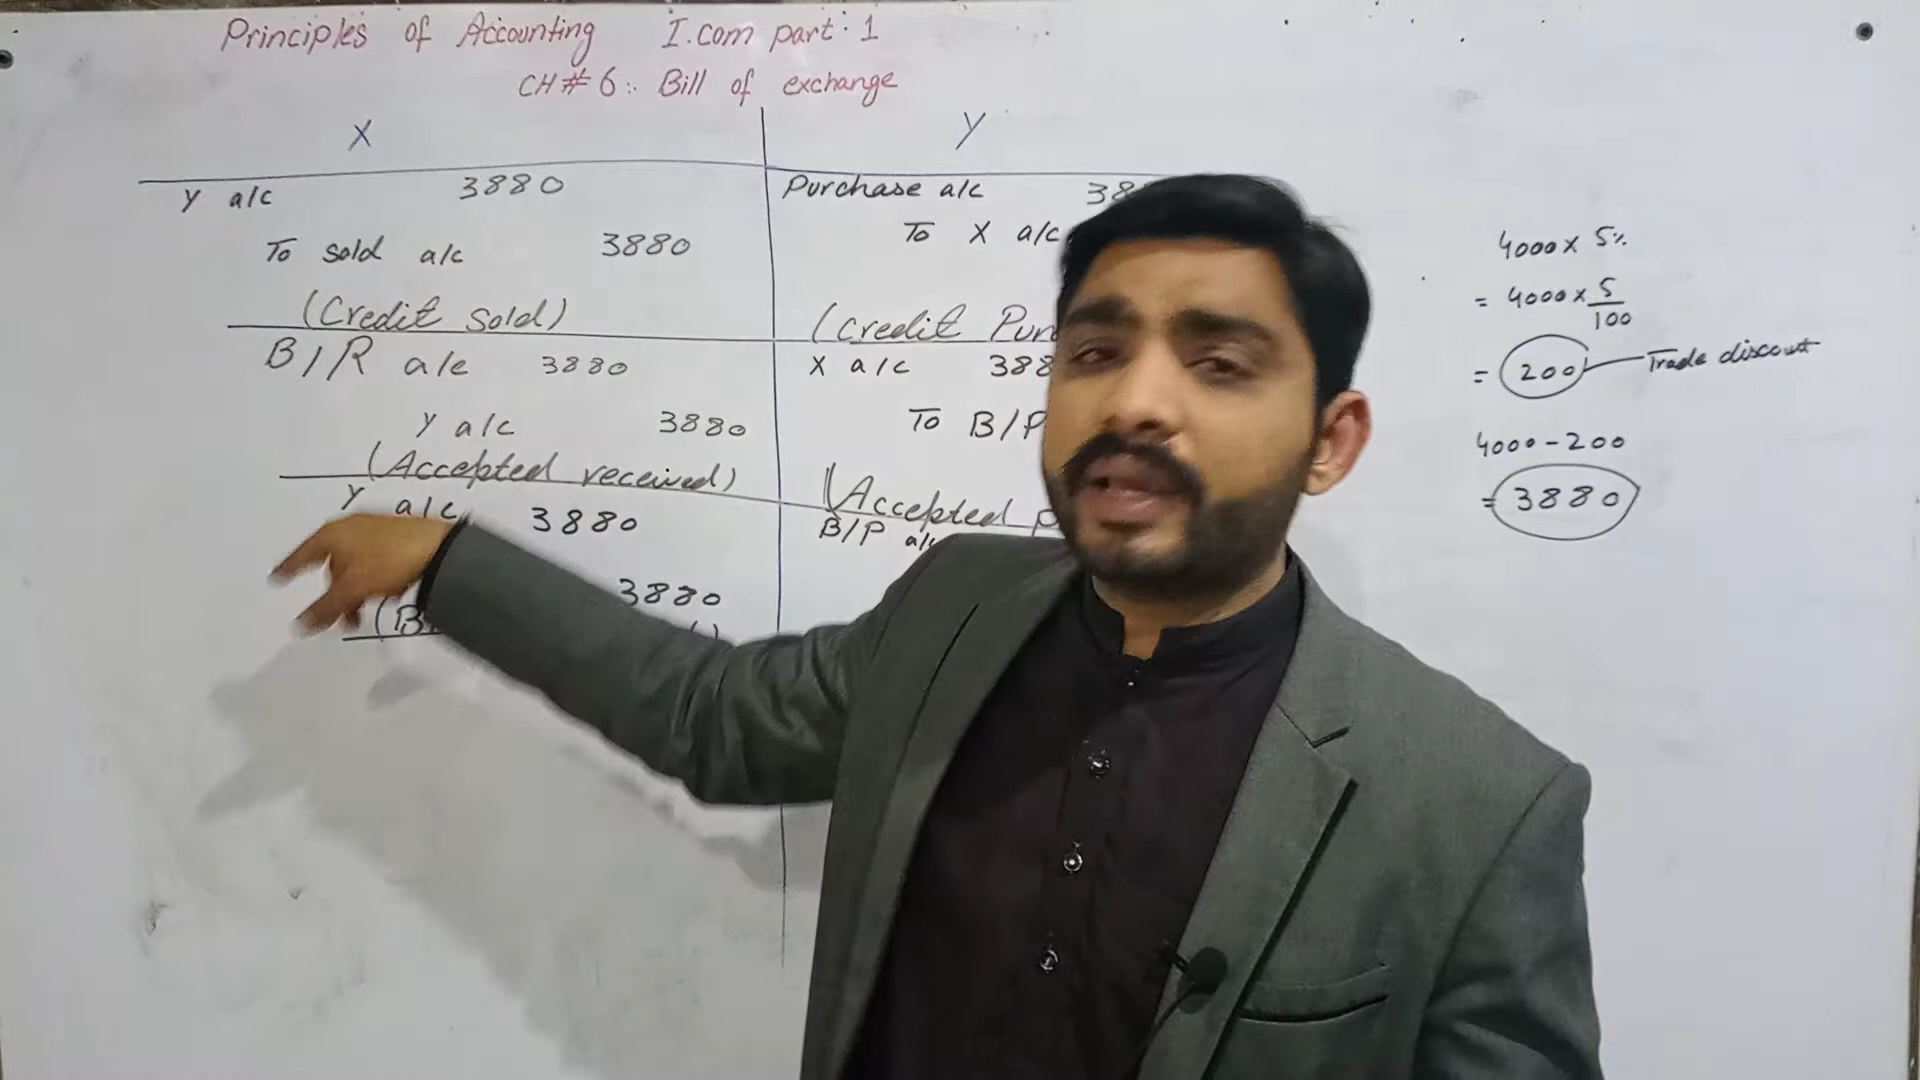 Principles of Accounting I.com part: 1
CH# 6: Bill of exchange
X
Y a/c 3880
To sold a/c 3880
(Credit sold)
B/R a/c 3880
Y a/c 3880
(Accepted received)
Y a/c 3880
3880
Y
Purchase a/c
To X a/c
(Credit
X a/c
To B/P
(Accepted
B/P a/c
4000 x 5%
= 4000 x 5/100
= 200 Trade discount
4000 - 200
= 3880